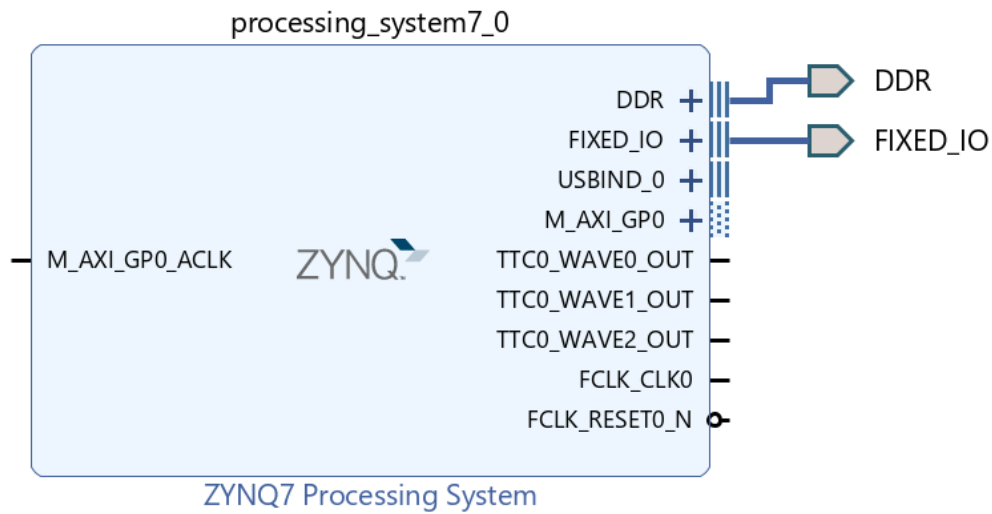 processing_system7_0
DDR
DDR
FIXED_IO
FIXED_IO
USBIND_0
M_AXI_GP0
M_AXI_GP0_ACLK
ZYNQ
TTC0_WAVE0_OUT
TTC0_WAVE1_OUT
TTC0_WAVE2_OUT
FCLK_CLK0
FCLK_RESET0_N
ZYNQ7 Processing System